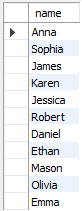 name
Anna
Sophia
James
Karen
Jessica
Robert
Daniel
Ethan
Mason
Olivia
Emma